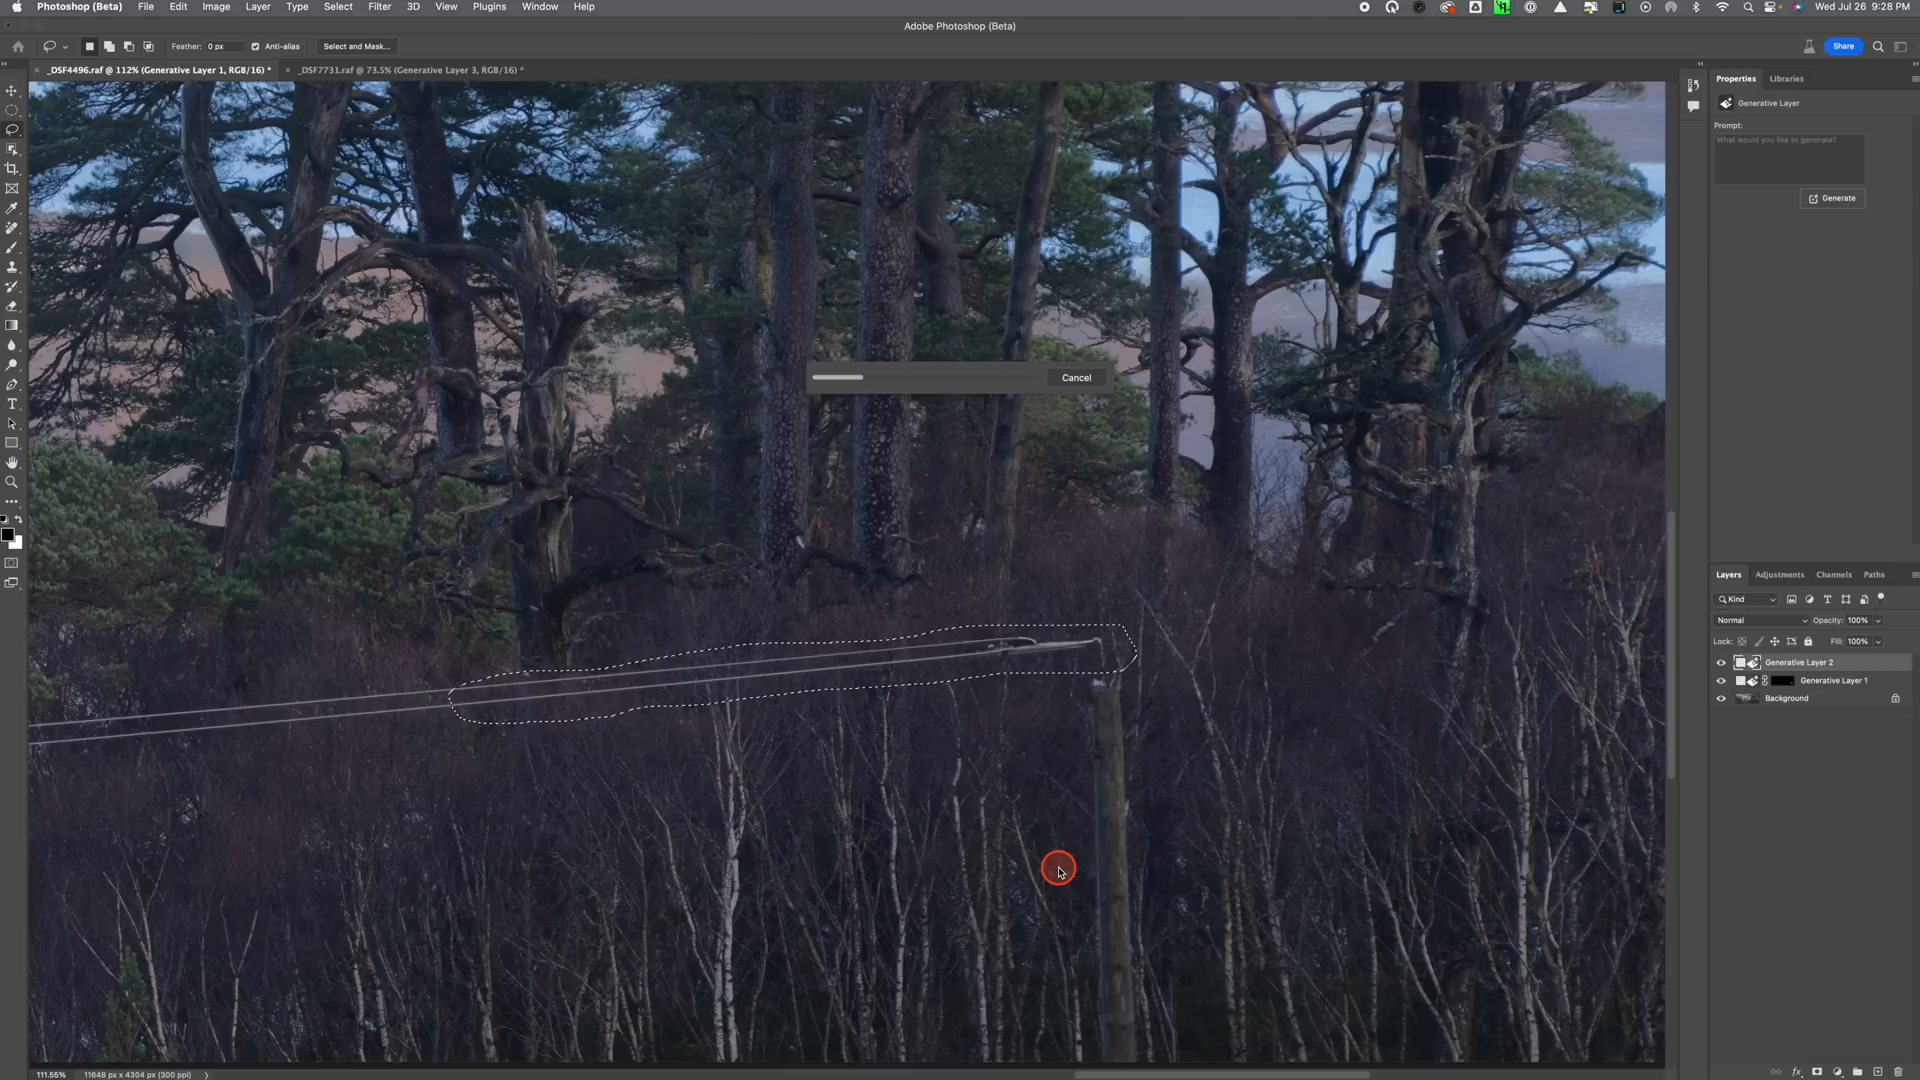 Photoshop (Beta) File Edit Image Layer Type Select Filter 3D View Plugins Window Help Wed Jul 26 9:28 PM
Adobe Photoshop (Beta)
Feather: 0 px Anti-alias Select and Mask... Share
_DSF4496.raf @ 112% (Generative Layer 1, RGB/16) * _DSF7731.raf @ 73.5% (Generative Layer 3, RGB/16) *
Properties Libraries
Generative Layer
Prompt:
What would you like to generate?
Generate
Cancel
Layers Adjustments Channels Paths
Kind
Normal Opacity: 100%
Lock: Fill: 100%
Generative Layer 2
Generative Layer 1
Background
111.55% 11648 px x 4304 px (300 ppi)